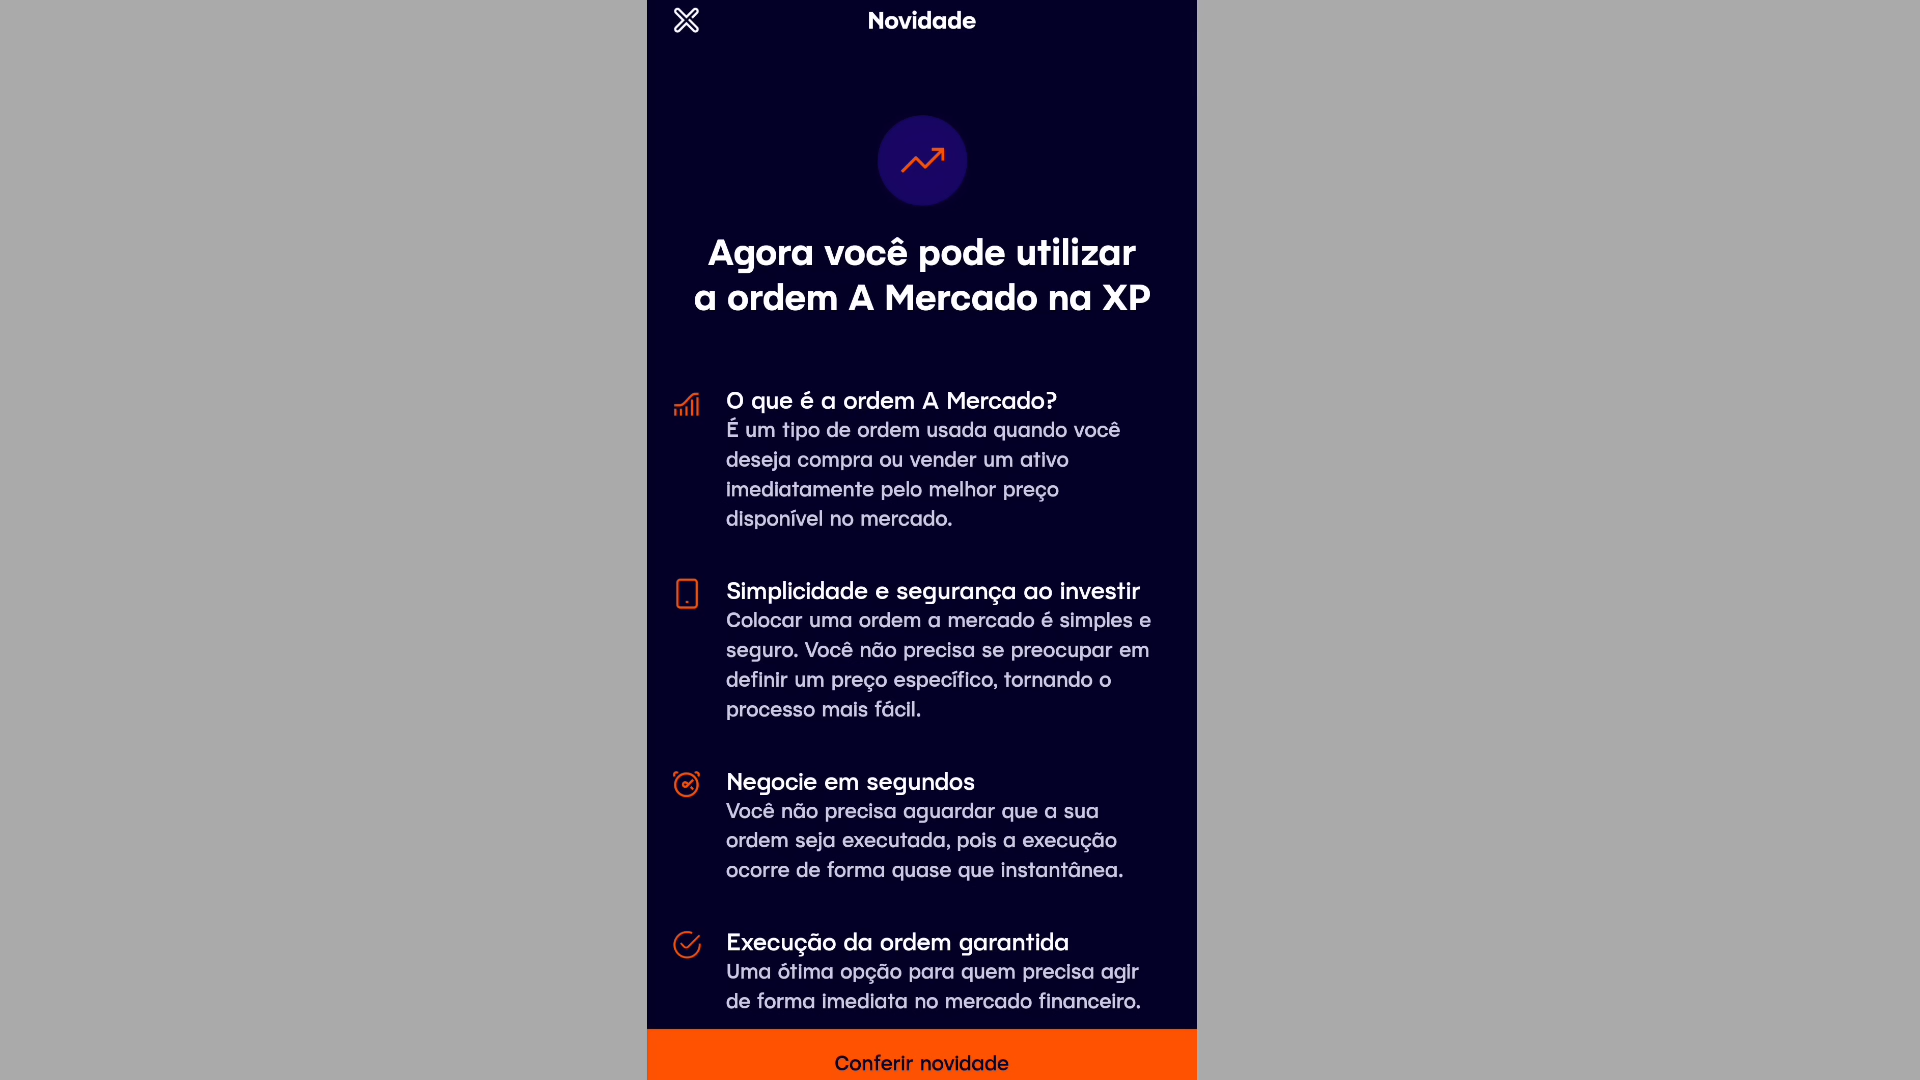 Novidade
Agora você pode utilizar
a ordem A Mercado na XP
O que é a ordem A Mercado?
É um tipo de ordem usada quando você
deseja compra ou vender um ativo
imediatamente pelo melhor preço
disponível no mercado.
Simplicidade e segurança ao investir
Colocar uma ordem a mercado é simples e
seguro. Você não precisa se preocupar em
definir um preço específico, tornando o
processo mais fácil.
Negocie em segundos
Você não precisa aguardar que a sua
ordem seja executada, pois a execução
ocorre de forma quase que instantânea.
Execução da ordem garantida
Uma ótima opção para quem precisa agir
de forma imediata no mercado financeiro.
Conferir novidade